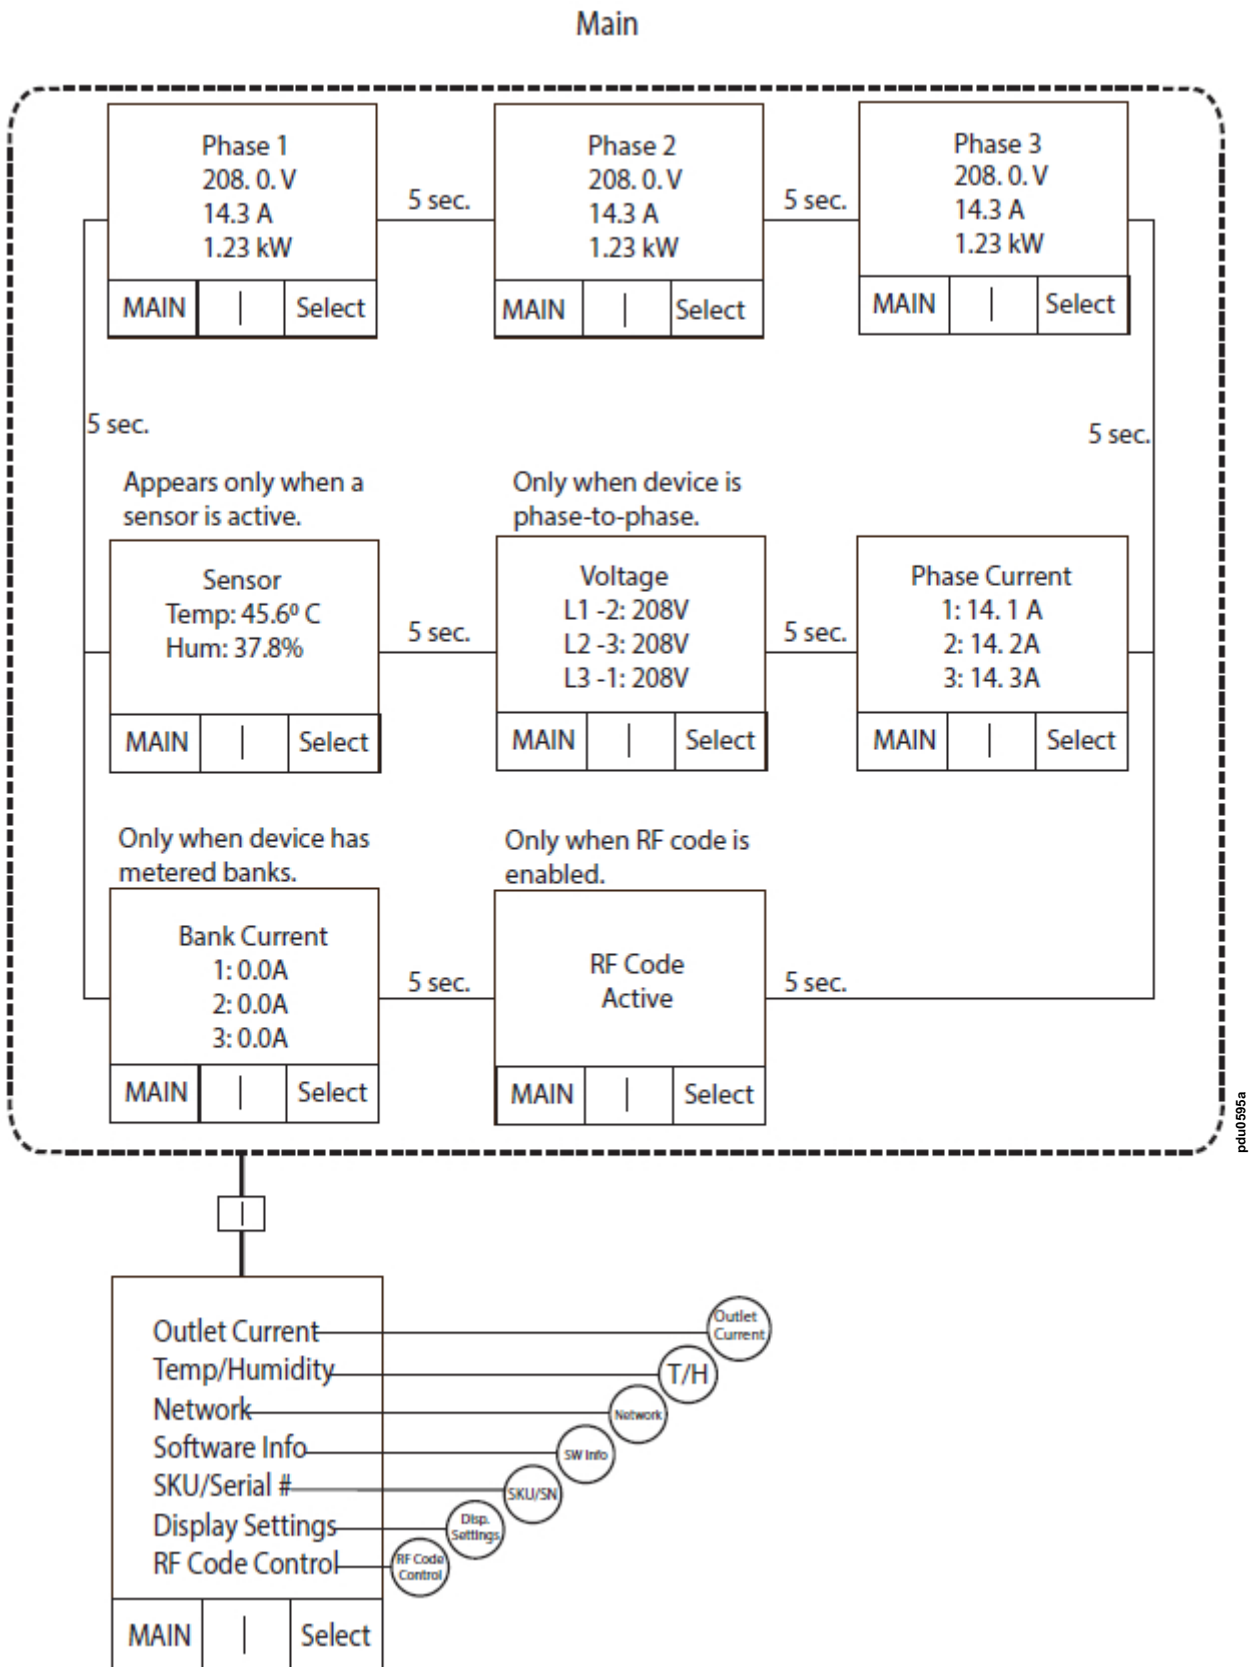 Main
Phase 1
208. 0. V
14.3 A
1.23 kW
MAIN | Select
5 sec.
Phase 2
208. 0. V
14.3 A
1.23 kW
MAIN | Select
5 sec.
Phase 3
208. 0. V
14.3 A
1.23 kW
MAIN | Select
5 sec.
5 sec.
Appears only when a
sensor is active.
Sensor
Temp: 45.6º C
Hum: 37.8%
MAIN | Select
5 sec.
Only when device is
phase-to-phase.
Voltage
L1 -2: 208V
L2 -3: 208V
L3 -1: 208V
MAIN | Select
5 sec.
Phase Current
1: 14. 1 A
2: 14. 2A
3: 14. 3A
MAIN | Select
Only when device has
metered banks.
Bank Current
1: 0.0A
2: 0.0A
3: 0.0A
MAIN | Select
5 sec.
Only when RF code is
enabled.
RF Code
Active
MAIN | Select
5 sec.
pdu0595a
|
Outlet Current
Temp/Humidity
Network
Software Info
SKU/Serial #
Display Settings
RF Code Control
MAIN | Select
Outlet
Current
T/H
Network
SW Info
SKU/SN
Disp.
Settings
RF Code
Control